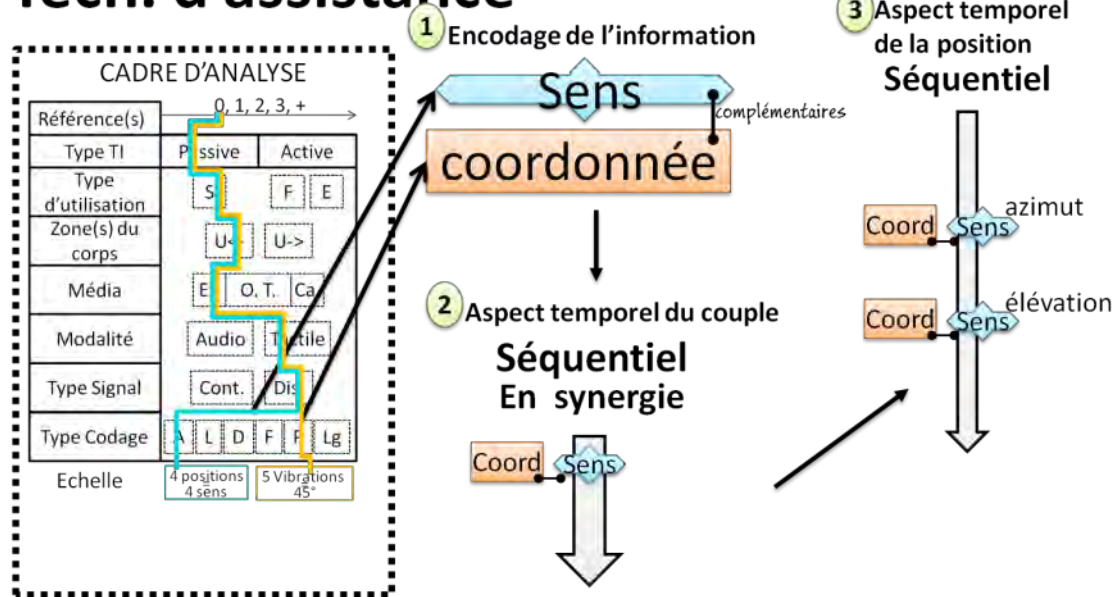 Tech. d'assistance
CADRE D'ANALYSE
Référence(s)
0, 1, 2, 3, +
Type TI
Passive
Active
Type
d'utilisation
S
F
E
Zone(s) du
corps
U<-
U->
Média
E
O, T.
Ca
Modalité
Audio
Tactile
Type Signal
Cont.
Dis
Type Codage
A
L
D
F
P
Lg
Echelle
4 positions
=
4 sens
5 Vibrations
=
45°
1
Encodage de l'information
Sens
complémentaires
coordonnée
2
Aspect temporel du couple
Séquentiel
En synergie
Coord
Sens
3
Aspect temporel
de la position
Séquentiel
Coord
Sens
azimut
Coord
Sens
élévation